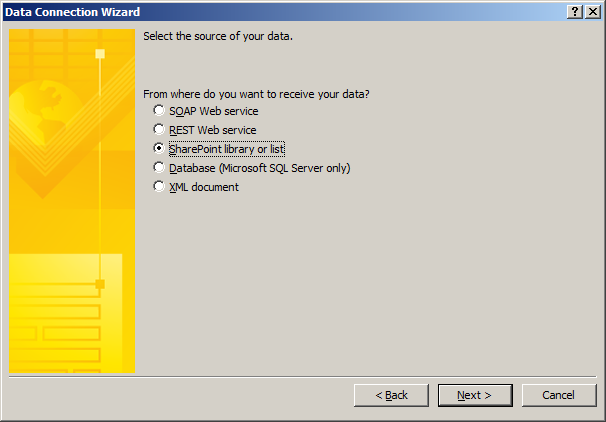 Data Connection Wizard
Select the source of your data.
From where do you want to receive your data?
SOAP Web service
REST Web service
SharePoint library or list
Database (Microsoft SQL Server only)
XML document
< Back Next > Cancel